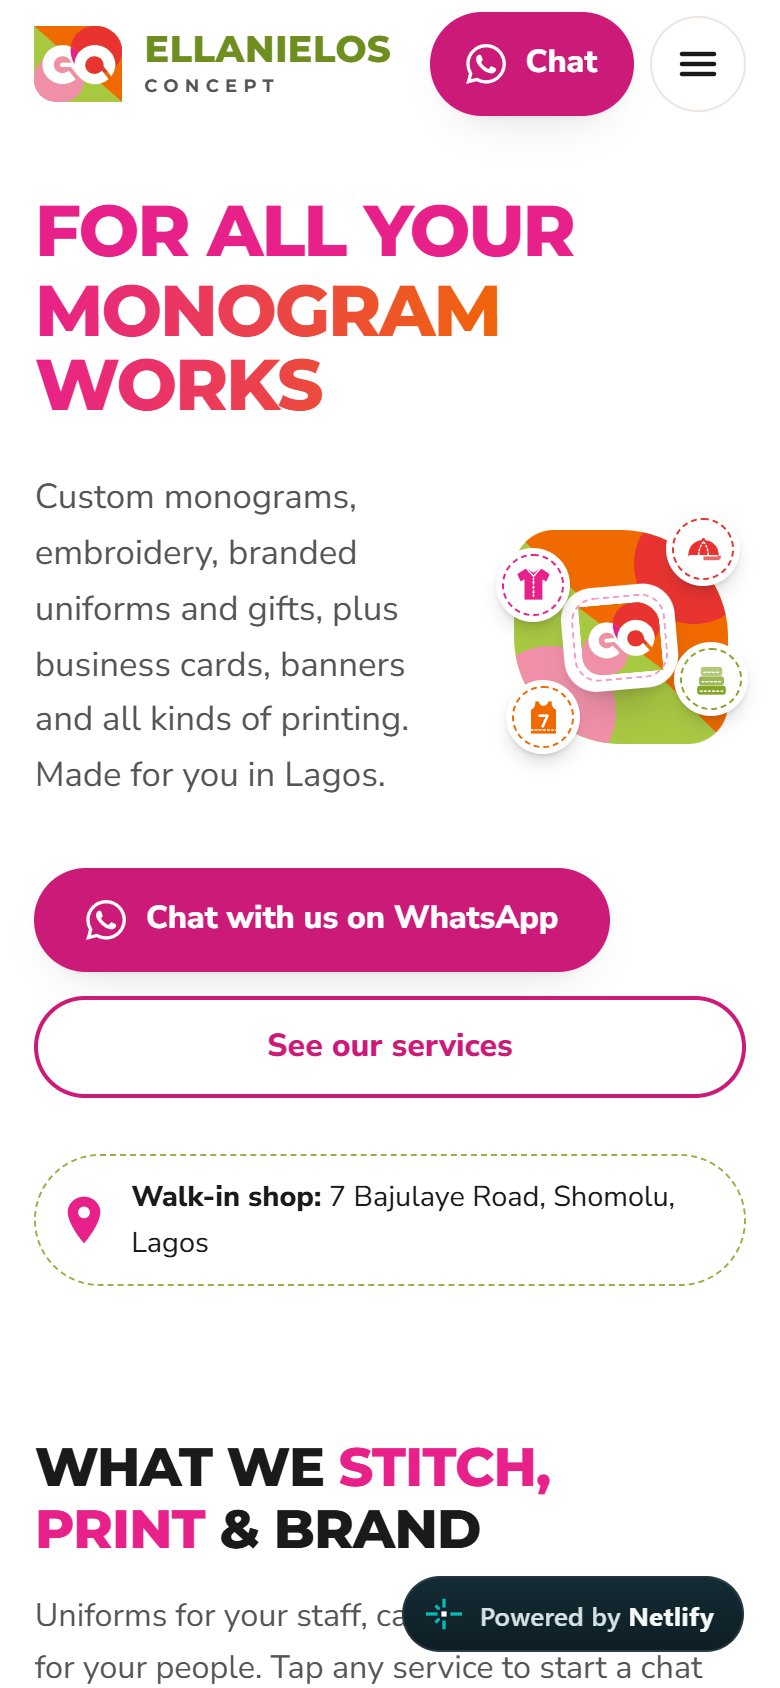 ELLANIELOS
CONCEPT
Chat
FOR ALL YOUR
MONOGRAM
WORKS
Custom monograms,
embroidery, branded
uniforms and gifts, plus
business cards, banners
and all kinds of printing.
Made for you in Lagos.
7
Chat with us on WhatsApp
See our services
Walk-in shop: 7 Bajulaye Road, Shomolu,
Lagos
WHAT WE STITCH,
PRINT & BRAND
Uniforms for your staff, ca
Powered by Netlify
for your people. Tap any service to start a chat